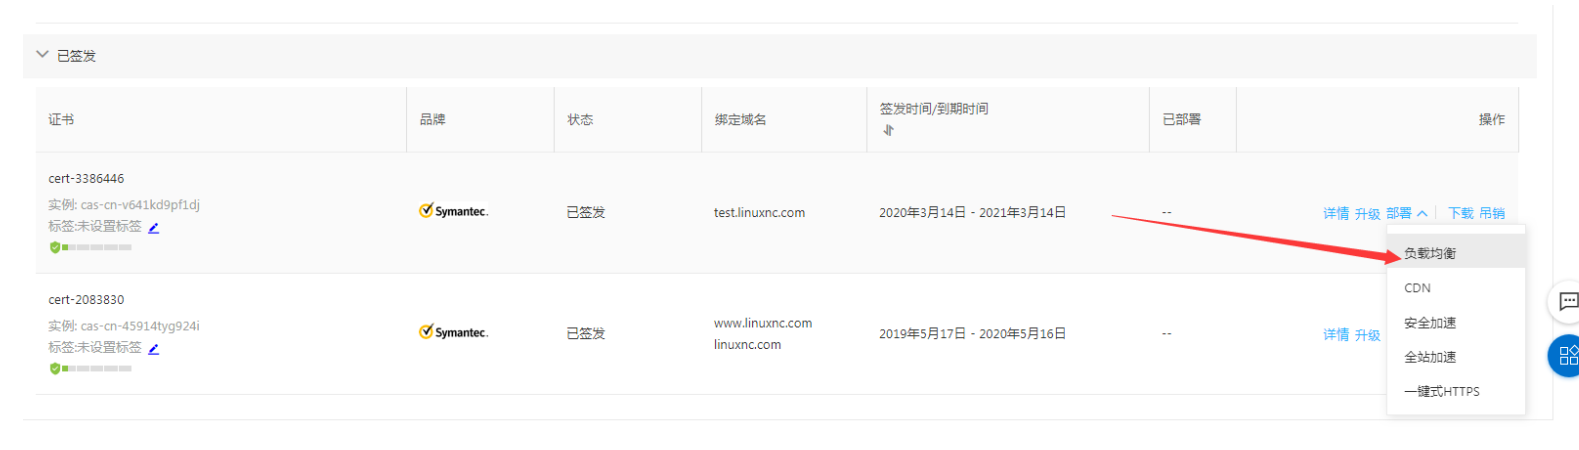 已签发
证书 品牌 状态 绑定域名 签发时间/到期时间 已部署 操作
cert-3386446
实例: cas-cn-v641kd9pf1dj
标签:未设置标签
Symantec.
已签发
test.linuxnc.com
2020年3月14日 - 2021年3月14日
--
详情 升级 部署 下载 吊销
负载均衡
CDN
安全加速
全站加速
一键式HTTPS
cert-2083830
实例: cas-cn-45914tyg924i
标签:未设置标签
Symantec.
已签发
www.linuxnc.com
linuxnc.com
2019年5月17日 - 2020年5月16日
--
详情 升级